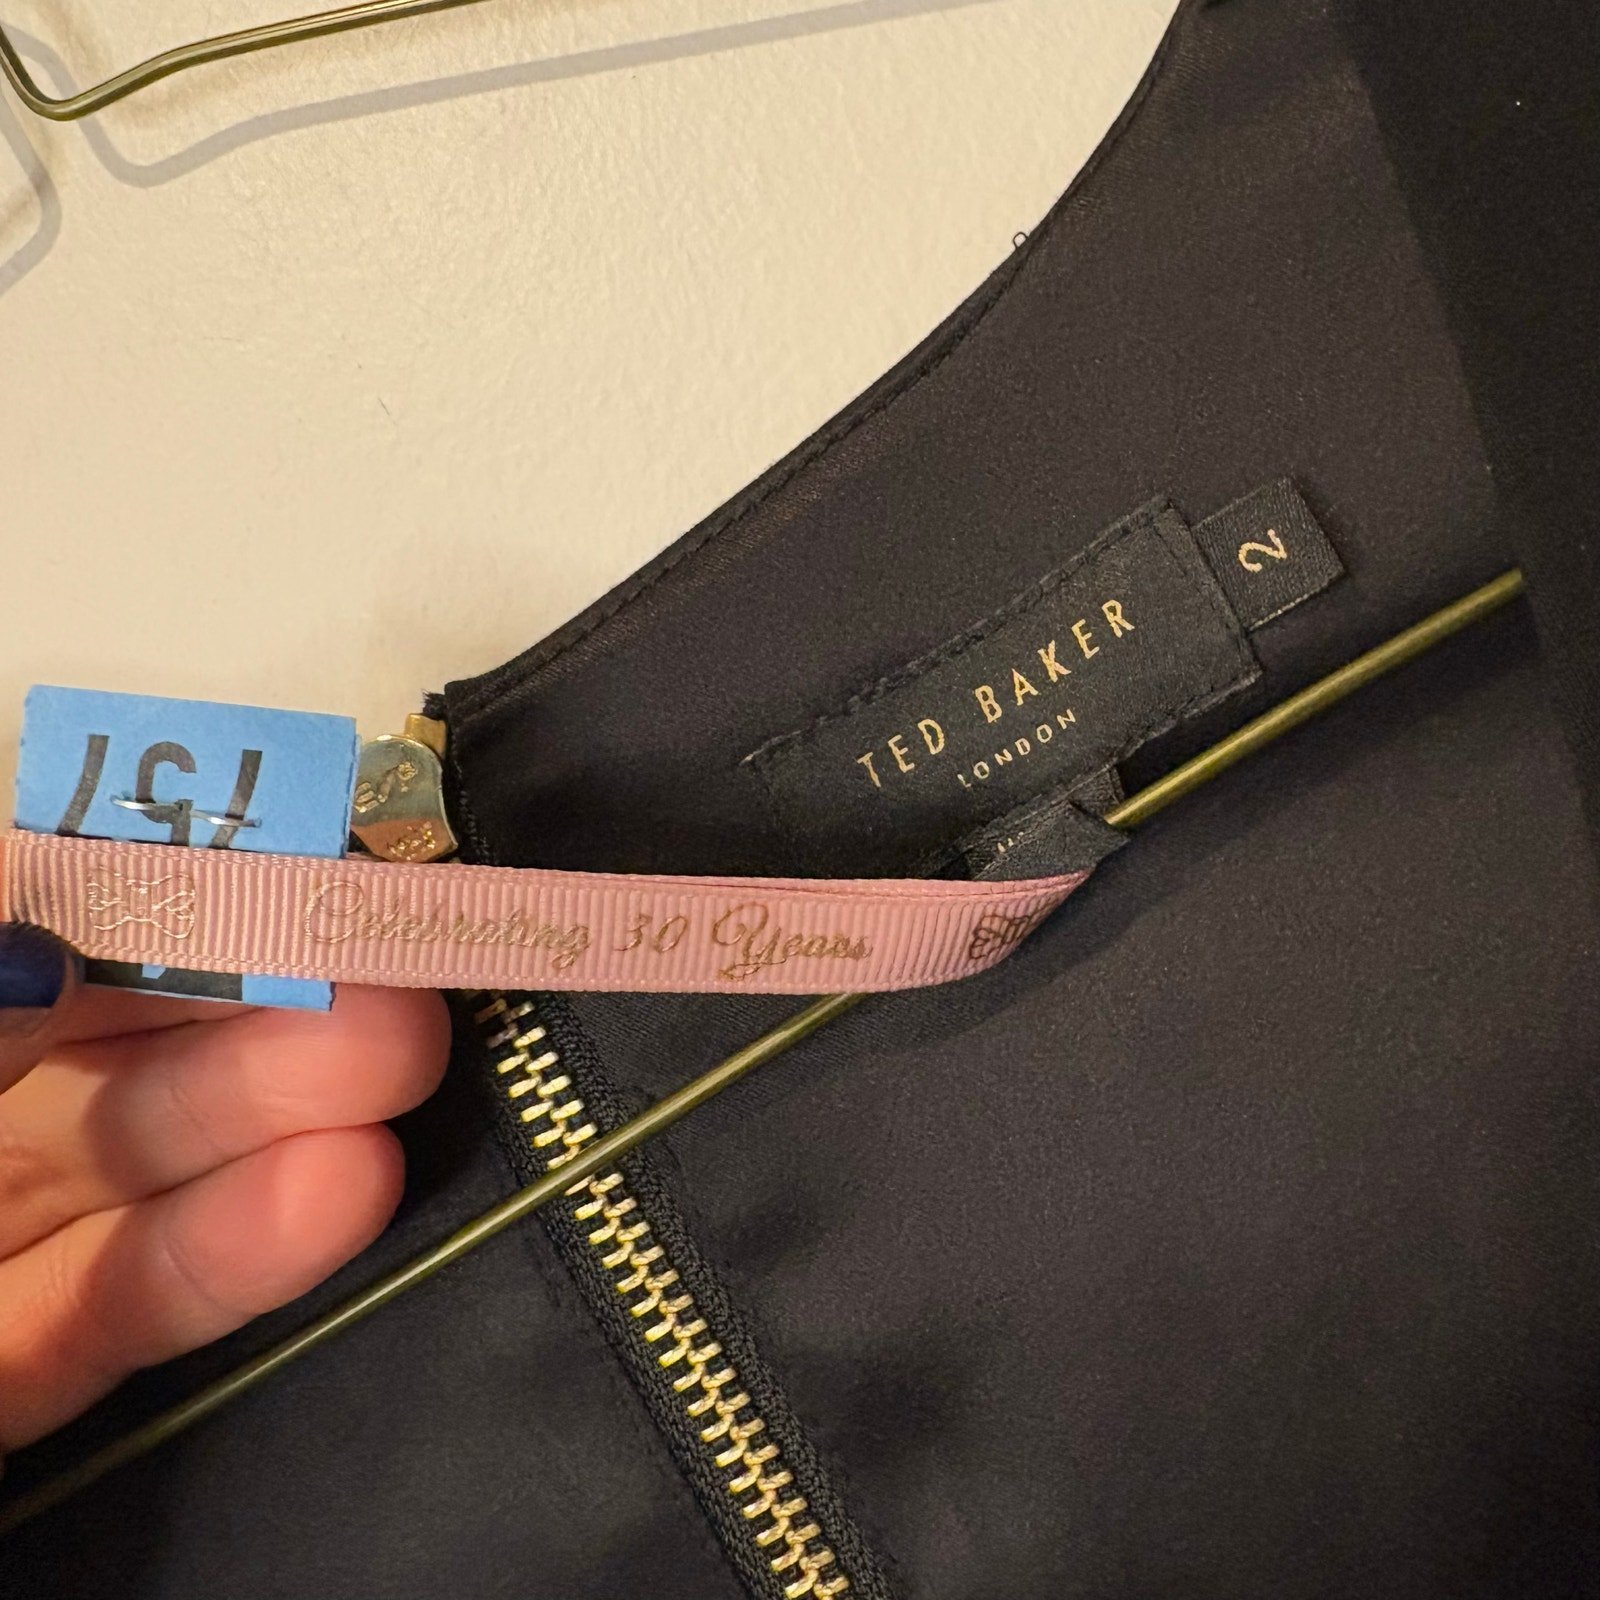 TED BAKER
LONDON
2
Celebrating 30 Years